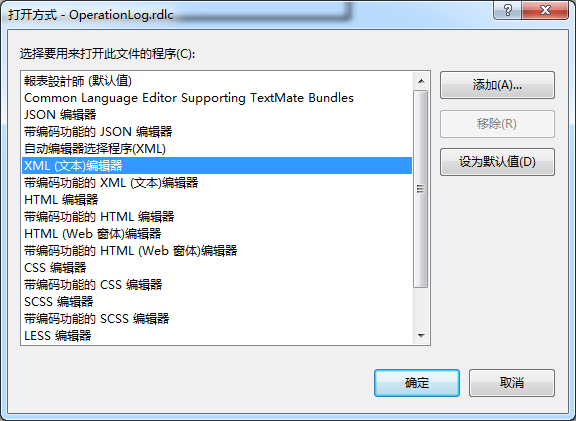 打开方式 - OperationLog.rdlc
选择要用来打开此文件的程序(C):
報表設計師 (默认值)
Common Language Editor Supporting TextMate Bundles
JSON 编辑器
带编码功能的 JSON 编辑器
自动编辑器选择程序(XML)
XML (文本)编辑器
带编码功能的 XML (文本)编辑器
HTML 编辑器
带编码功能的 HTML 编辑器
HTML (Web 窗体)编辑器
带编码功能的 HTML (Web 窗体)编辑器
CSS 编辑器
带编码功能的 CSS 编辑器
SCSS 编辑器
带编码功能的 SCSS 编辑器
LESS 编辑器
添加(A)...
移除(R)
设为默认值(D)
确定
取消